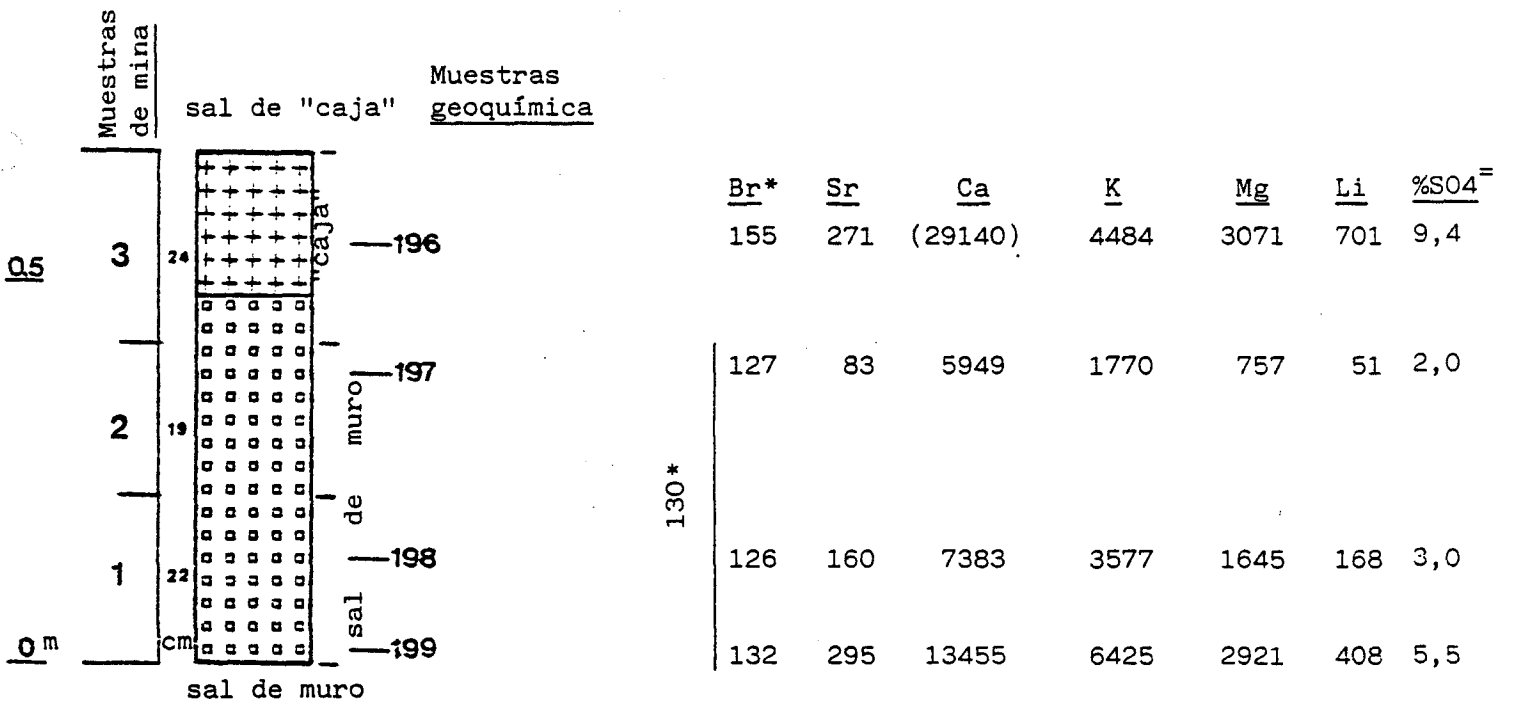 Muestras
de mina
sal de "caja"
Muestras
geoquímica
Br* Sr Ca K Mg Li %SO4=
3 24 "caja" 196 155 271 (29140) 4484 3071 701 9,4
0.5
197 127 83 5949 1770 757 51 2,0
2 19 sal de muro
130*
1 22 198 126 160 7383 3577 1645 168 3,0
0 m cm 199 132 295 13455 6425 2921 408 5,5
sal de muro